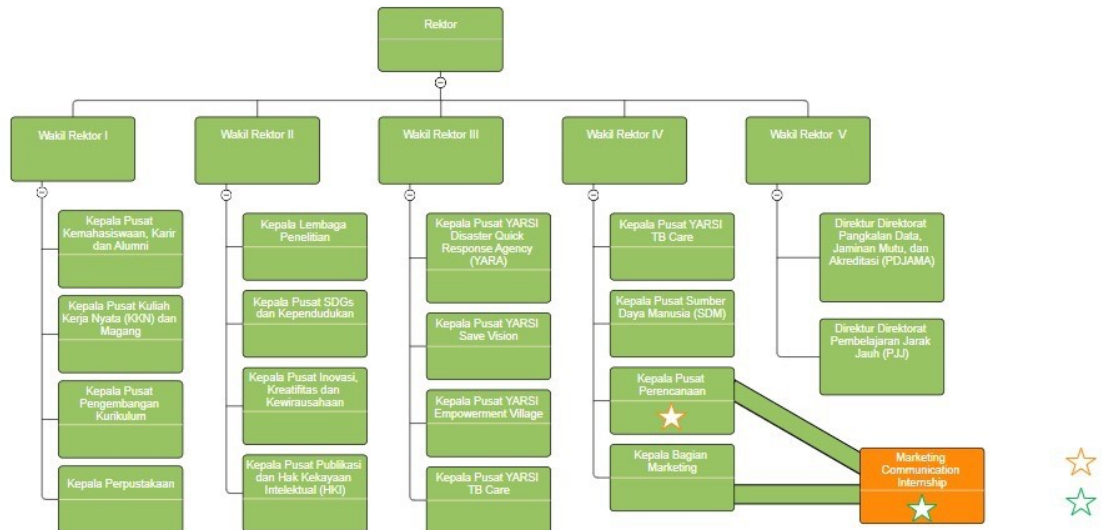 Rektor
Wakil Rektor I
Wakil Rektor II
Wakil Rektor III
Wakil Rektor IV
Wakil Rektor V
Kepala Pusat
Kemahasiswaan, Karir
dan Alumni
Kepala Pusat Kuliah
Kerja Nyata (KKN) dan
Magang
Kepala Pusat
Pengembangan
Kurikulum
Kepala Perpustakaan
Kepala Lembaga
Penelitian
Kepala Pusat SDGs
dan Kependudukan
Kepala Pusat Inovasi,
Kreatifitas dan
Kewirausahaan
Kepala Pusat Publikasi
dan Hak Kekayaan
Intelektual (HKI)
Kepala Pusat YARSI
Disaster Quick
Response Agency
(YARA)
Kepala Pusat YARSI
Save Vision
Kepala Pusat YARSI
Empowerment Village
Kepala Pusat YARSI
TB Care
Kepala Pusat YARSI
TB Care
Kepala Pusat Sumber
Daya Manusia (SDM)
Kepala Pusat
Perencanaan
Kepala Bagian
Marketing
Direktur Direktorat
Pangkalan Data,
Jaminan Mutu, dan
Akreditasi (PDJAMA)
Direktur Direktorat
Pembelajaran Jarak
Jauh (PJJ)
Marketing
Communication
Internship